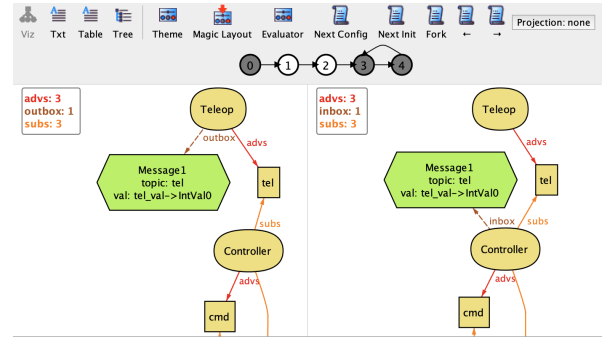 Viz Txt Table Tree Theme Magic Layout Evaluator Next Config Next Init Fork ← → Projection: none
0 1 2 3 4
advs: 3
outbox: 1
subs: 3
Teleop
outbox
advs
Message1
topic: tel
val: tel_val->IntVal0
tel
subs
Controller
advs
cmd
advs: 3
inbox: 1
subs: 3
Teleop
advs
Message1
topic: tel
val: tel_val->IntVal0
tel
inbox
subs
Controller
advs
cmd